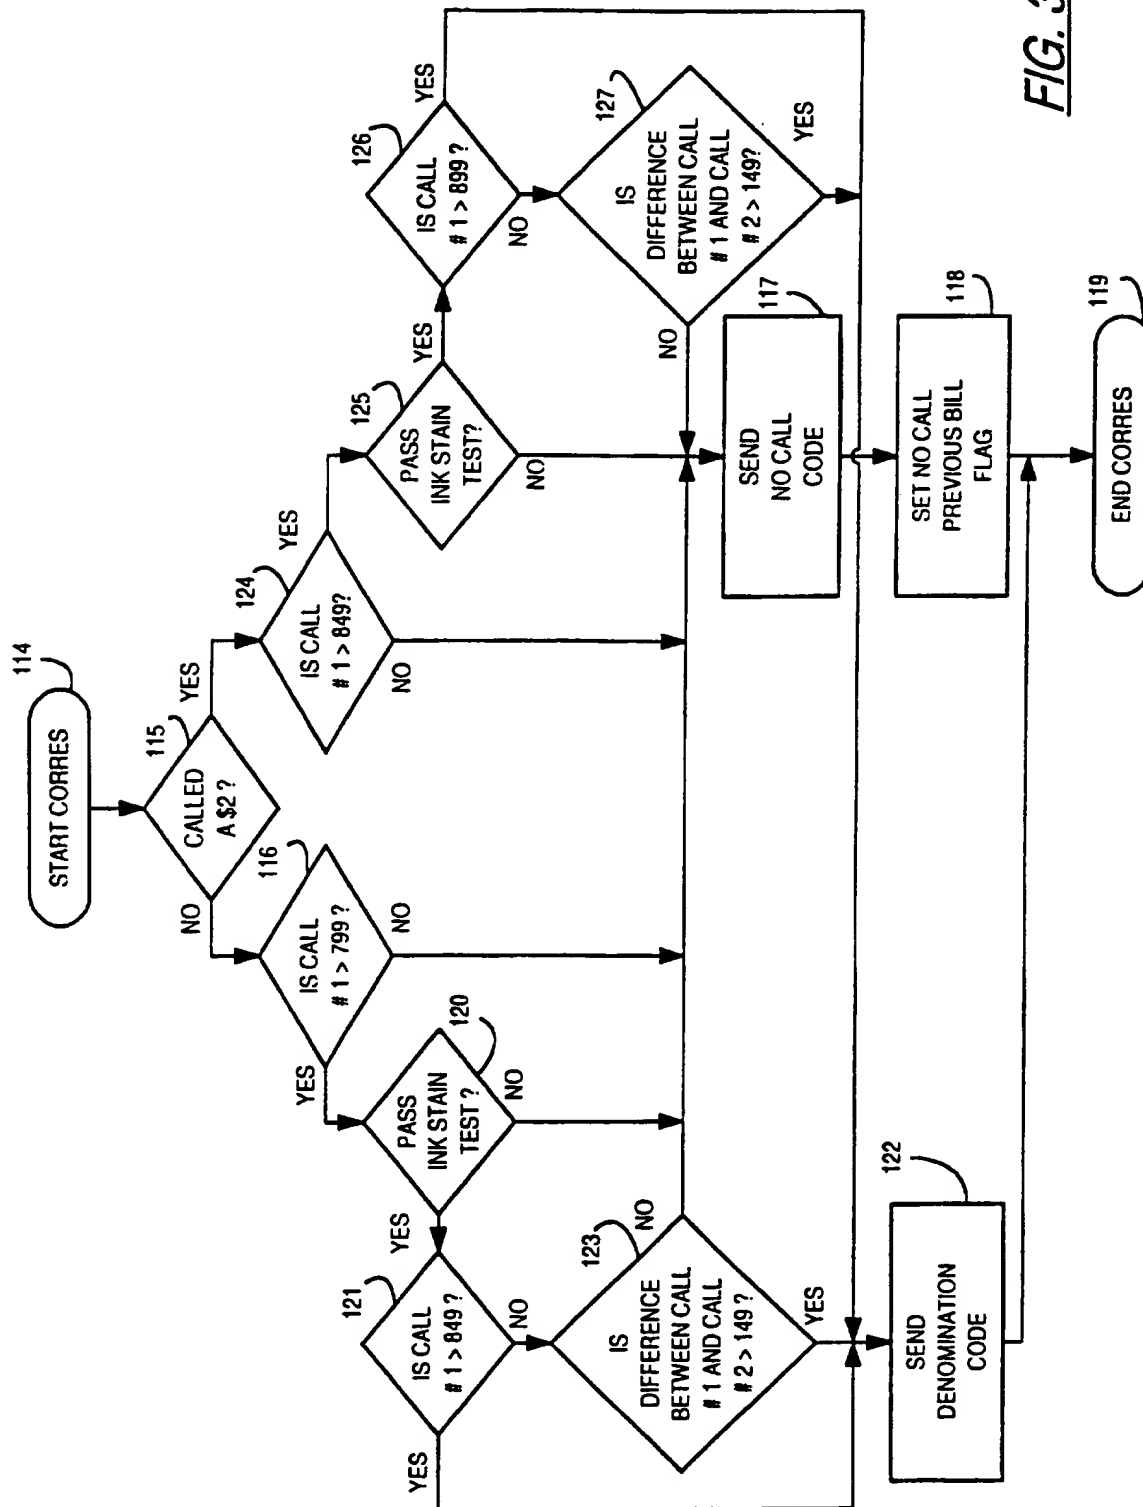 START CORRES
114
CALLED
A $2 ?
115
NO
YES
IS CALL
# 1 > 799 ?
116
YES
NO
IS CALL
# 1 > 849?
124
YES
NO
PASS
INK STAIN
TEST ?
120
YES
NO
PASS
INK STAIN
TEST?
125
YES
NO
IS CALL
# 1 > 849 ?
121
YES
NO
IS CALL
# 1 > 899 ?
126
YES
NO
IS
DIFFERENCE
BETWEEN CALL
# 1 AND CALL
# 2 > 149 ?
123
NO
YES
IS
DIFFERENCE
BETWEEN CALL
# 1 AND CALL
# 2 > 149?
127
NO
YES
SEND
NO CALL
CODE
117
SEND
DENOMINATION
CODE
122
SET NO CALL
PREVIOUS BILL
FLAG
118
END CORRES
119
FIG. 3